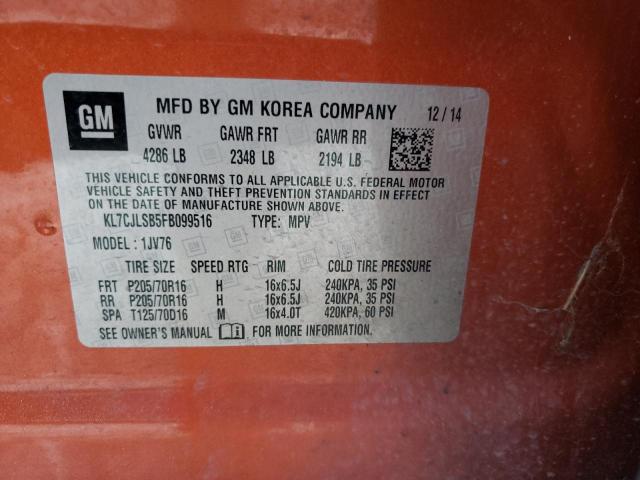 GM
MFD BY GM KOREA COMPANY 12 / 14
GVWR GAWR FRT GAWR RR
4286 LB 2348 LB 2194 LB
THIS VEHICLE CONFORMS TO ALL APPLICABLE U.S. FEDERAL MOTOR
VEHICLE SAFETY AND THEFT PREVENTION STANDARDS IN EFFECT
ON THE DATE OF MANUFACTURE SHOWN ABOVE.
KL7CJLSB5FB099516 TYPE: MPV
MODEL : 1JV76
TIRE SIZE SPEED RTG RIM COLD TIRE PRESSURE
FRT P205/70R16 H 16x6.5J 240KPA, 35 PSI
RR P205/70R16 H 16x6.5J 240KPA, 35 PSI
SPA T125/70D16 M 16x4.0T 420KPA, 60 PSI
SEE OWNER'S MANUAL FOR MORE INFORMATION.